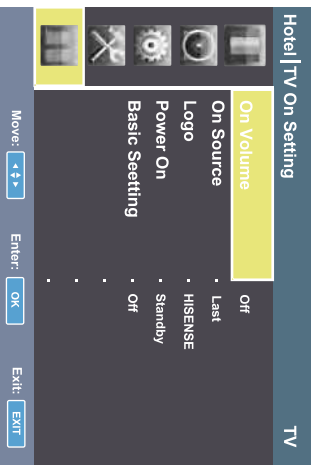 Hotel|TV On Setting TV
On Volume Off
On Source Last
Logo HISENSE
Power On Standby
Basic Seetting Off
Move: Enter: OK Exit: EXIT